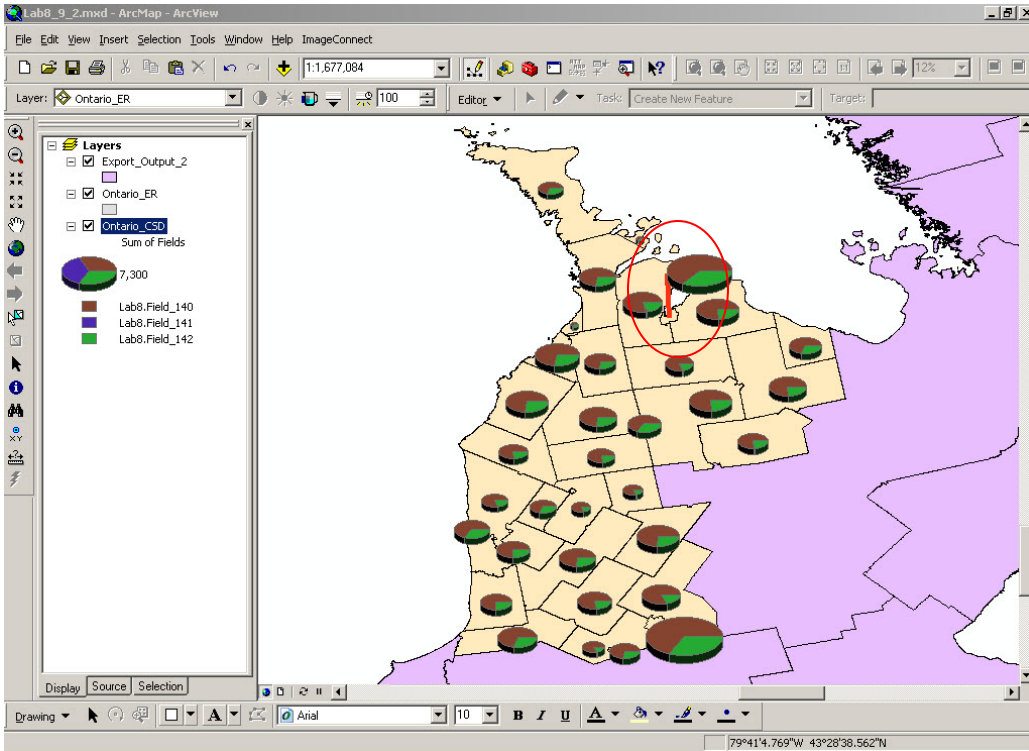 Lab8_9_2.mxd - ArcMap - ArcView
File Edit View Insert Selection Tools Window Help ImageConnect
1:1,677,084
12%
Layer: Ontario_ER
100
Editor
Task: Create New Feature
Target:
Layers
Export_Output_2
Ontario_ER
Ontario_CSD
Sum of Fields
7,300
Lab8.Field_140
Lab8.Field_141
Lab8.Field_142
Display Source Selection
Drawing
A
Arial
10
B I U A
79°41'4.769"W 43°28'38.562"N